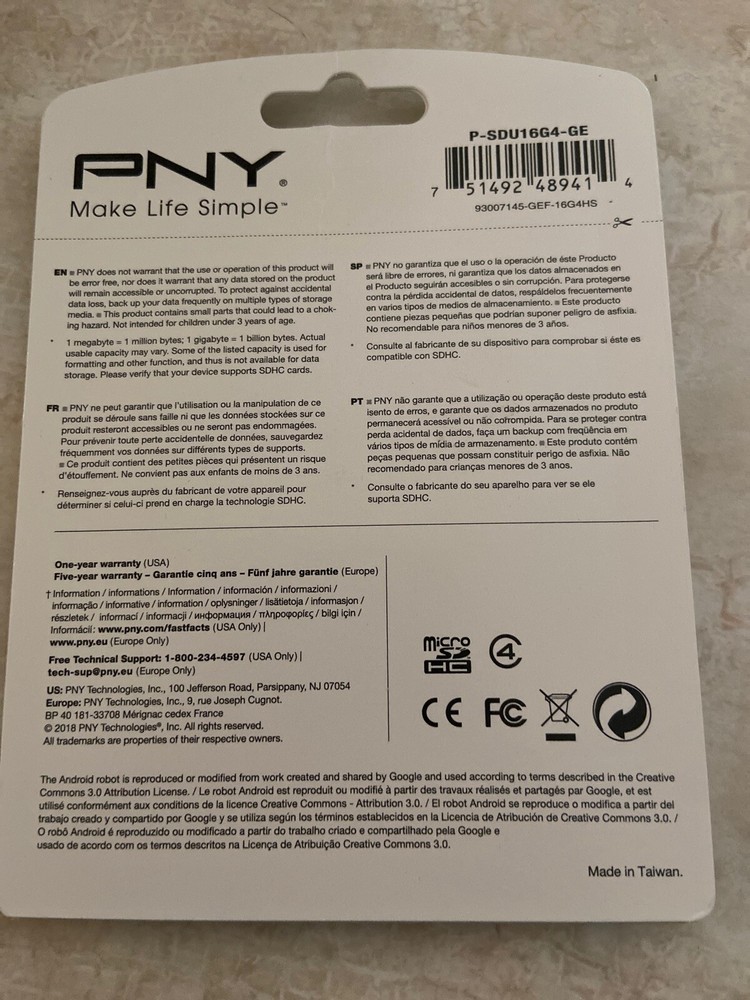 P-SDU16G4-GE
PNY®
Make Life Simple™
7 51492 48941 4
93007145-GEF-16G4HS
EN ■ PNY does not warrant that the use or operation of this product will
be error free, nor does it warrant that any data stored on the product
will remain accessible or uncorrupted. To protect against accidental
data loss, back up your data frequently on multiple types of storage
media. ■ This product contains small parts that could lead to a chok-
ing hazard. Not intended for children under 3 years of age.
* 1 megabyte = 1 million bytes; 1 gigabyte = 1 billion bytes. Actual
usable capacity may vary. Some of the listed capacity is used for
formatting and other function, and thus is not available for data
storage. Please verify that your device supports SDHC cards.
SP ■ PNY no garantiza que el uso o la operación de éste Producto
será libre de errores, ni garantiza que los datos almacenados en
el Producto seguirán accesibles o sin corrupción. Para protegerse
contra la pérdida accidental de datos, respáldelos frecuentemente
en varios tipos de medios de almacenamiento. ■ Este producto
contiene piezas pequeñas que podrían suponer peligro de asfixia.
No recomendable para niños menores de 3 años.
* Consulte al fabricante de su dispositivo para comprobar si éste es
compatible con SDHC.
FR ■ PNY ne peut garantir que l'utilisation ou la manipulation de ce
produit se déroule sans faille ni que les données stockées sur ce
produit resteront accessibles ou ne seront pas endommagées.
Pour prévenir toute perte accidentelle de données, sauvegardez
fréquemment vos données sur différents types de supports.
■ Ce produit contient des petites pièces qui présentent un risque
d'étouffement. Ne convient pas aux enfants de moins de 3 ans.
* Renseignez-vous auprès du fabricant de votre appareil pour
déterminer si celui-ci prend en charge la technologie SDHC.
PT ■ PNY não garante que a utilização ou operação deste produto está
isento de erros, e garante que os dados armazenados no produto
permanecerá acessível ou não coITrompida. Para se proteger contra
perda acidental de dados, faça um backup com freqüência em
vários tipos de mídia de armazenamento. ■ Este produto contém
peças pequenas que possam constituir perigo de asfixia. Não
recomendado para crianças menores de 3 anos.
* Consulte o fabricante do seu aparelho para ver se ele
suporta SDHC.
One-year warranty (USA)
Five-year warranty – Garantie cinq ans – Fünf jahre garantie (Europe)
† Information / informations / Information / información / informazioni /
informação / informative / information / oplysninger / lisätietoja / informasjon /
részletek / informací / informacji / информация / πληροφορίες / bilgi için /
Informácii: www.pny.com/fastfacts (USA Only) |
www.pny.eu (Europe Only)
Free Technical Support: 1-800-234-4597 (USA Only) |
tech-sup@pny.eu (Europe Only)
US: PNY Technologies, Inc., 100 Jefferson Road, Parsippany, NJ 07054
Europe: PNY Technologies, Inc., 9, rue Joseph Cugnot.
BP 40 181-33708 Mérignac cedex France
© 2018 PNY Technologies®, Inc. All rights reserved.
All trademarks are properties of their respective owners.
micro SD HC 4
CE FC
The Android robot is reproduced or modified from work created and shared by Google and used according to terms described in the Creative
Commons 3.0 Attribution License. / Le robot Android est reproduit ou modifié à partir des travaux réalisés et partagés par Google, et est
utilisé conformément aux conditions de la licence Creative Commons - Attribution 3.0. / El robot Android se reproduce o modifica a partir del
trabajo creado y compartido por Google y se utiliza según los términos establecidos en la Licencia de Atribución de Creative Commons 3.0. /
O robô Android é reproduzido ou modificado a partir do trabalho criado e compartilhado pela Google e
usado de acordo com os termos descritos na Licença de Atribuição Creative Commons 3.0.
Made in Taiwan.